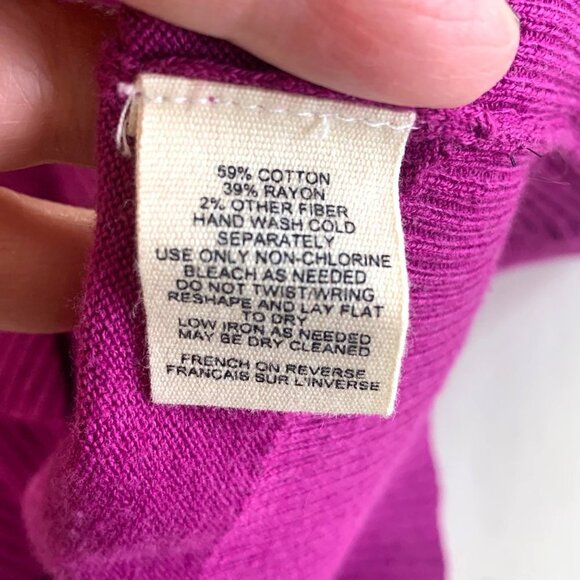 59% COTTON
39% RAYON
2% OTHER FIBER
HAND WASH COLD
SEPARATELY
USE ONLY NON-CHLORINE
BLEACH AS NEEDED
DO NOT TWIST/WRING
RESHAPE AND LAY FLAT
TO DRY
LOW IRON AS NEEDED
MAY BE DRY CLEANED
FRENCH ON REVERSE
FRANCAIS SUR L'INVERSE